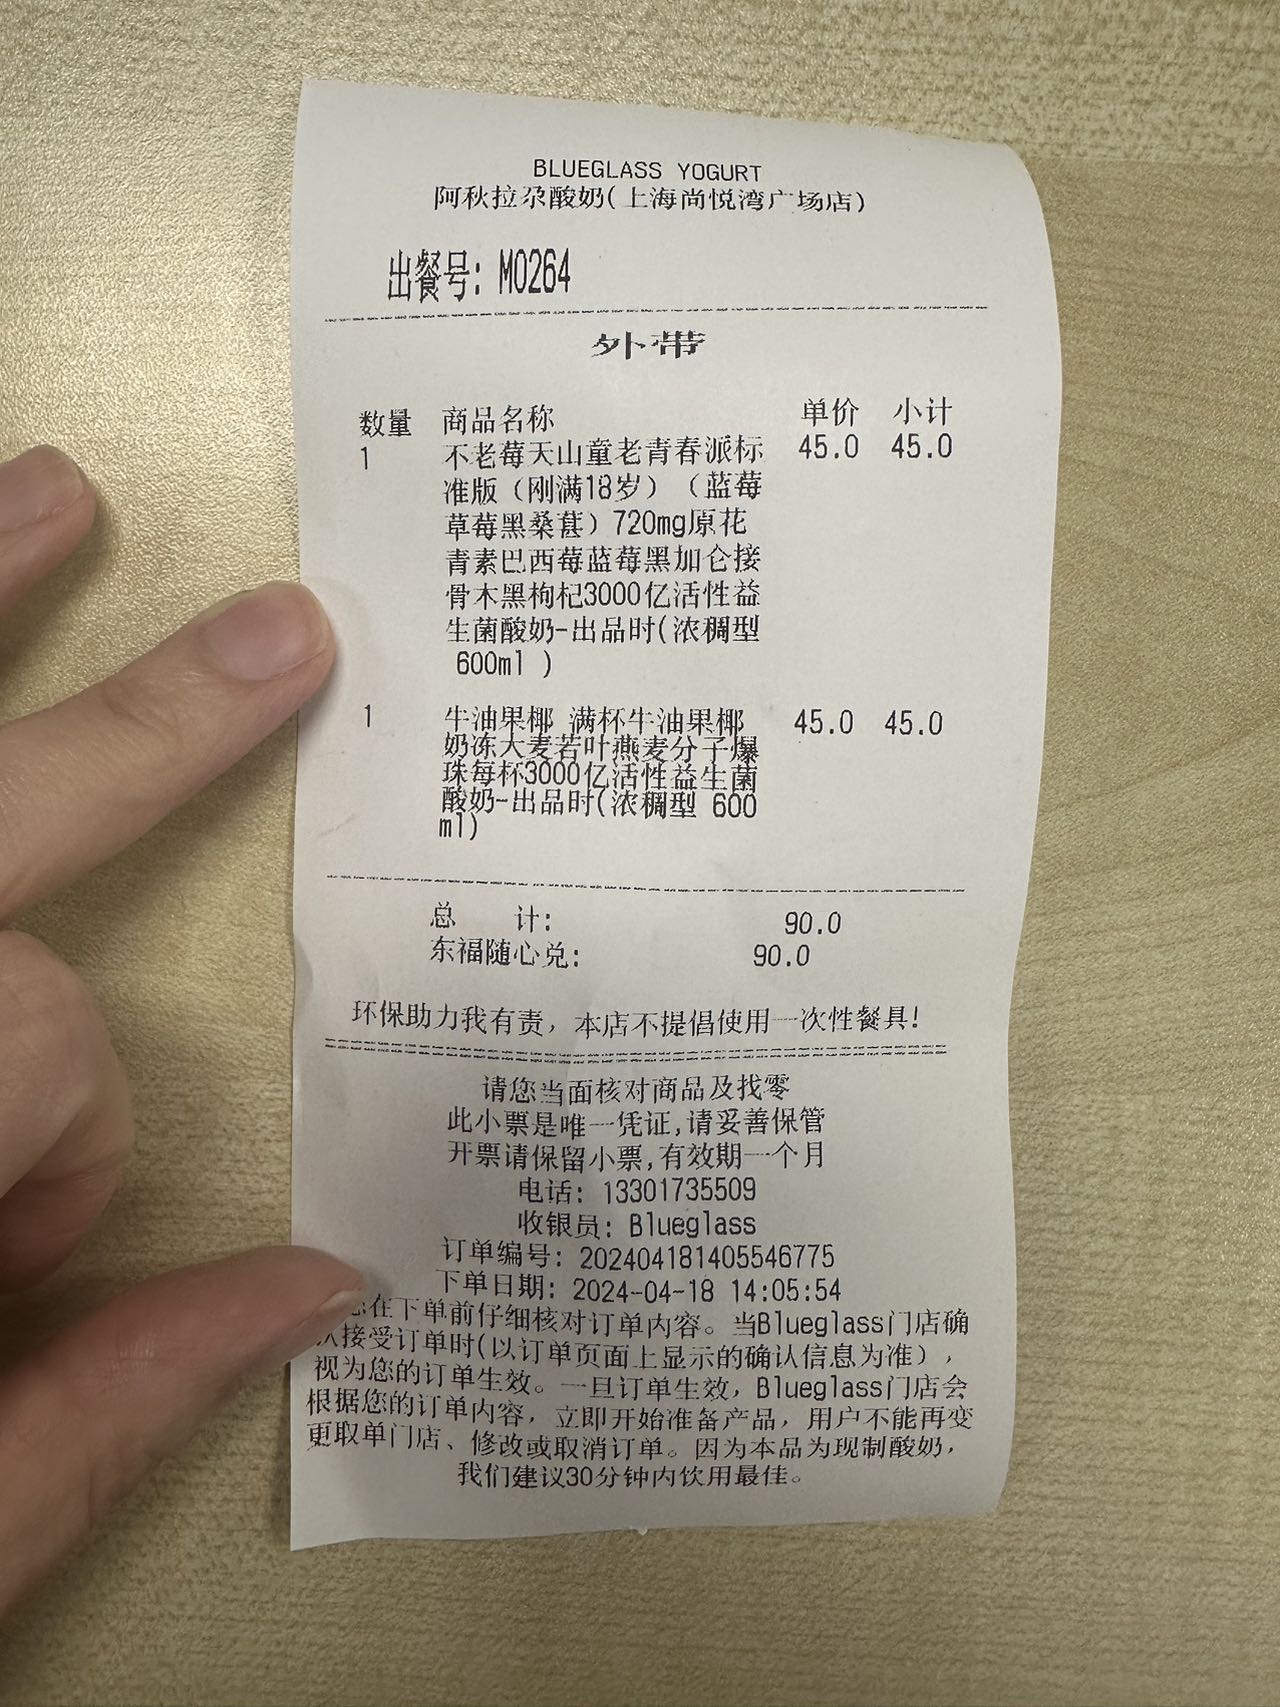 BLUEGLASS YOGURT
阿秋拉尕酸奶(上海尚悦湾广场店)
出餐号: M0264
外带
数量 商品名称 单价 小计
1 不老莓天山童老青春派标 45.0 45.0
准版（刚满18岁）（蓝莓
草莓黑桑葚）720mg原花
青素巴西莓蓝莓黑加仑接
骨木黑枸杞3000亿活性益
生菌酸奶-出品时(浓稠型
600ml )
1 牛油果椰 满杯牛油果椰 45.0 45.0
奶冻大麦若叶燕麦分子爆
珠每杯3000亿活性益生菌
酸奶-出品时(浓稠型 600
ml)
总 计: 90.0
东福随心兑: 90.0
环保助力我有责，本店不提倡使用一次性餐具!
请您当面核对商品及找零
此小票是唯一凭证,请妥善保管
开票请保留小票,有效期一个月
电话: 13301735509
收银员: Blueglass
订单编号: 202404181405546775
下单日期: 2024-04-18 14:05:54
在下单前仔细核对订单内容。当Blueglass门店确
接受订单时(以订单页面上显示的确认信息为准)，
视为您的订单生效。一旦订单生效，Blueglass门店会
根据您的订单内容，立即开始准备产品，用户不能再变
更取单门店、修改或取消订单。因为本品为现制酸奶，
我们建议30分钟内饮用最佳。